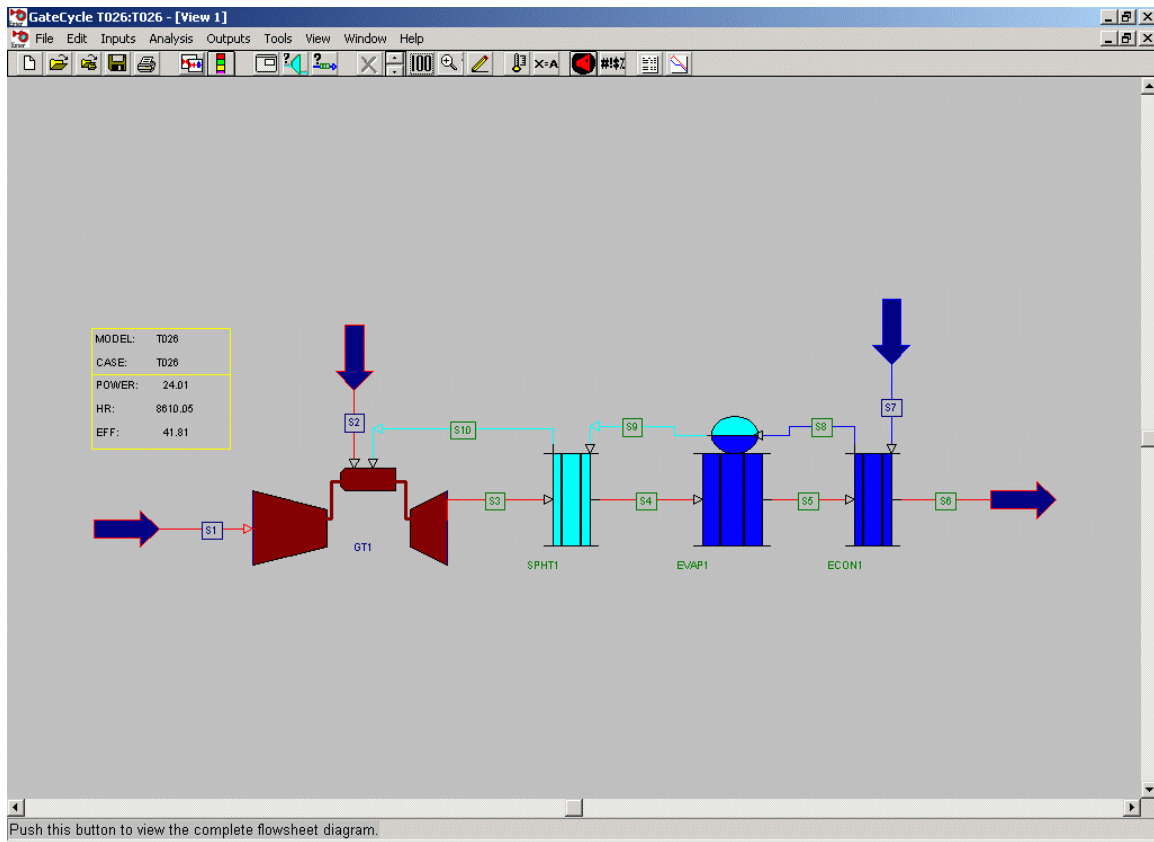 GateCycle T026:T026 - [View 1]
File Edit Inputs Analysis Outputs Tools View Window Help
100 X=A #!$%
MODEL: T026
CASE: T026
POWER: 24.01
HR: 8610.05
EFF: 41.81
S7
S2
S10
S9
S8
S3
S4
S5
S6
S1
GT1
SPHT1
EVAP1
ECON1
Push this button to view the complete flowsheet diagram.